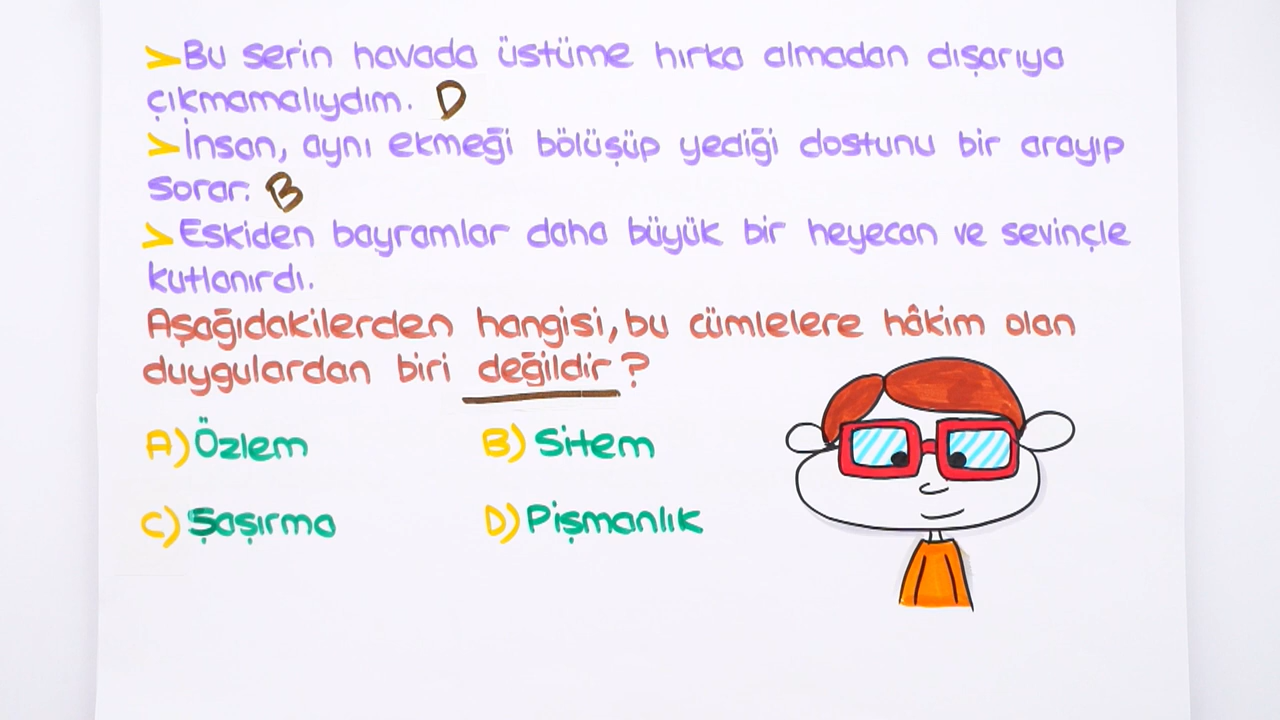 ➤Bu serin havada üstüme hırka almadan dışarıya
çıkmamalıydım. D
➤İnsan, aynı ekmeği bölüşüp yediği dostunu bir arayıp
sorar. B
➤Eskiden bayramlar daha büyük bir heyecan ve sevinçle
kutlanırdı.
Aşağıdakilerden hangisi, bu cümlelere hâkim olan
duygulardan biri değildir?
A) Özlem B) Sitem
C) Şaşırma D) Pişmanlık